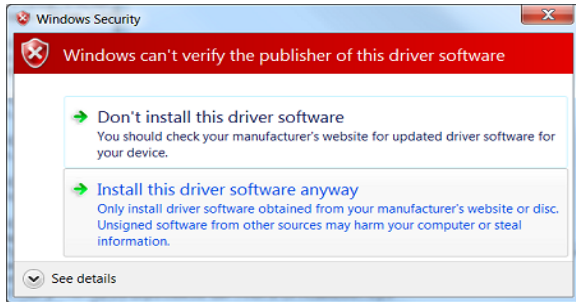 Windows Security
Windows can't verify the publisher of this driver software
Don't install this driver software
You should check your manufacturer's website for updated driver software for
your device.
Install this driver software anyway
Only install driver software obtained from your manufacturer's website or disc.
Unsigned software from other sources may harm your computer or steal
information.
See details